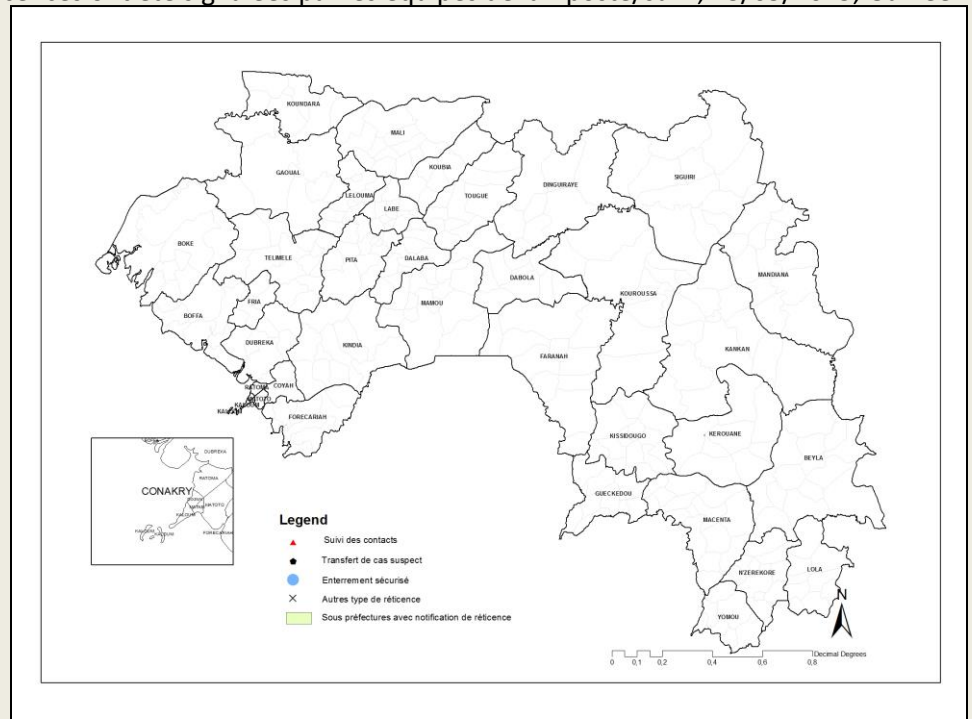 KOUNDARA
MALI
KOUBIA
GAOUAL
LELOUMA
LABE
TOUGUE
DINGUIRAYE
SIGUIRI
BOKE
TELIMELE
PITA
DALABA
DABOLA
MANDIANA
KOUROUSSA
FRIA
MAMOU
BOFFA
DUBREKA
KINDIA
FARANAH
KANKAN
COYAH
RATOMA
FORECARIAH
KISSIDOUGO
KEROUANE
BEYLA
GUECKEDOU
MACENTA
N'ZEREKORE
LOLA
YOMOU
N
DUBREKA
RATOMA
CONAKRY
MATOTO
Legend
Suivi des contacts
Transfert de cas suspect
Enterrement sécurisé
Autres type de réticence
Sous préfectures avec notification de réticence
Decimal Degrees
0 0,1 0,2 0,4 0,6 0,8